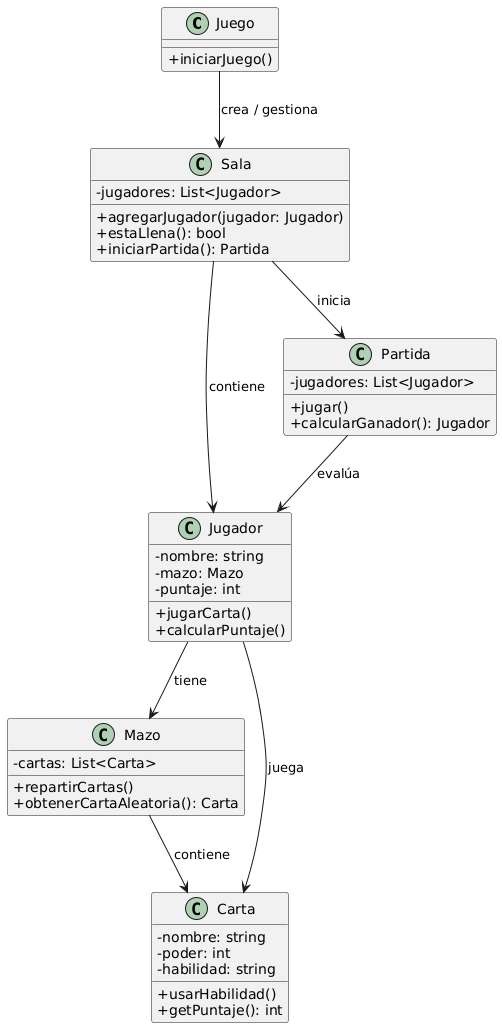 C Juego
+iniciarJuego()
crea / gestiona
C Sala
-jugadores: List<Jugador>
+agregarJugador(jugador: Jugador)
+estaLlena(): bool
+iniciarPartida(): Partida
inicia
C Partida
-jugadores: List<Jugador>
+jugar()
+calcularGanador(): Jugador
contiene
evalúa
C Jugador
-nombre: string
-mazo: Mazo
-puntaje: int
+jugarCarta()
+calcularPuntaje()
tiene
C Mazo
-cartas: List<Carta>
+repartirCartas()
+obtenerCartaAleatoria(): Carta
juega
contiene
C Carta
-nombre: string
-poder: int
-habilidad: string
+usarHabilidad()
+getPuntaje(): int